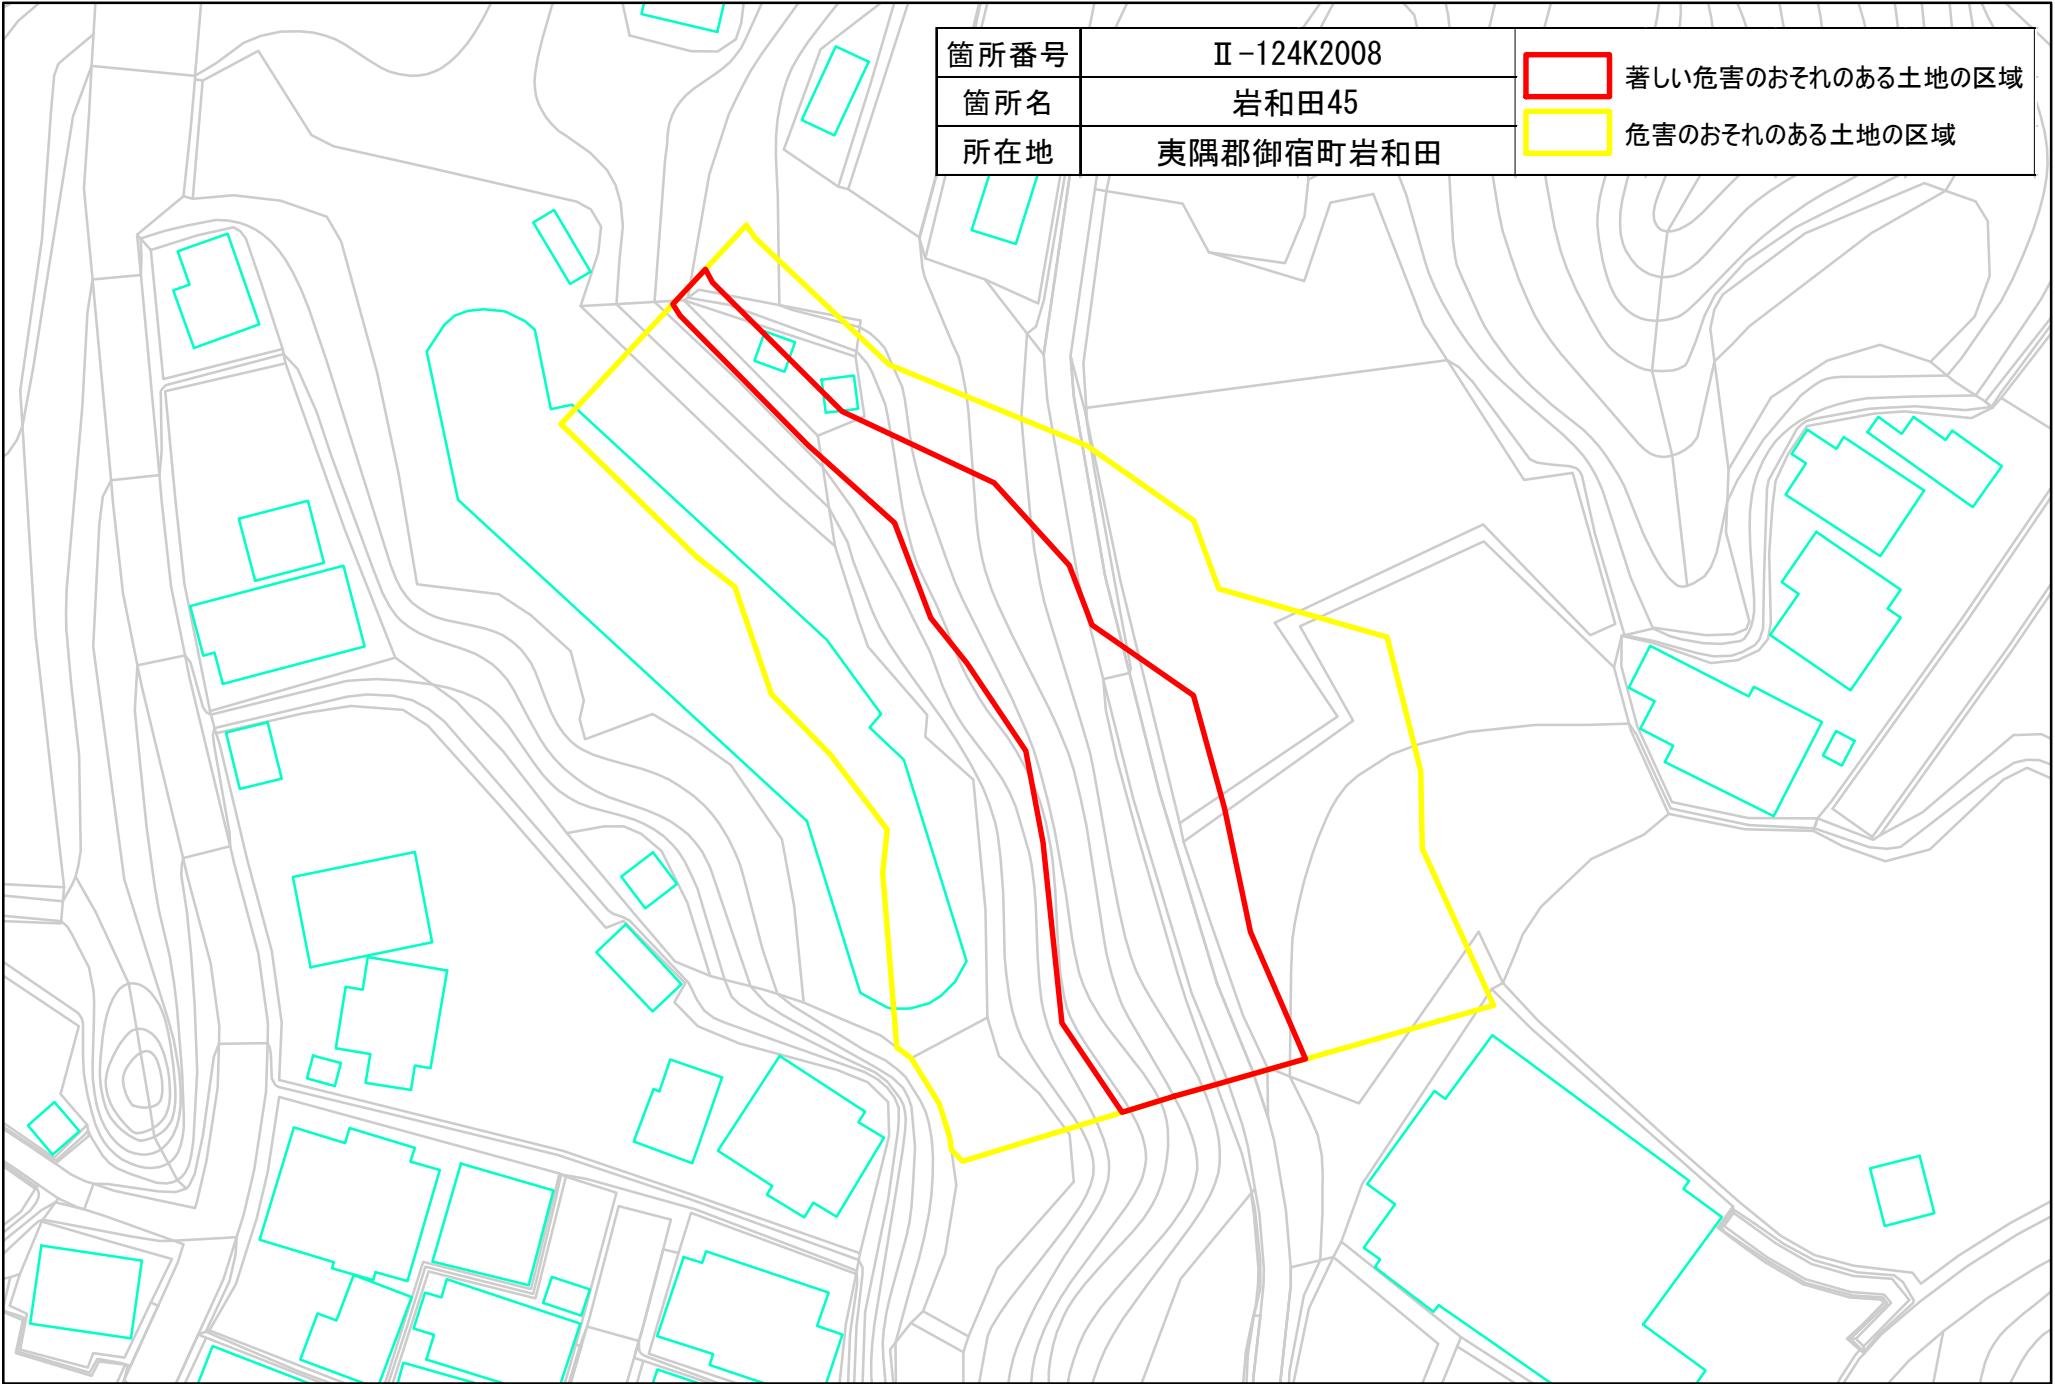 箇所番号 Ⅱ-124K2008
箇所名 岩和田45
所在地 夷隅郡御宿町岩和田
著しい危害のおそれのある土地の区域
危害のおそれのある土地の区域